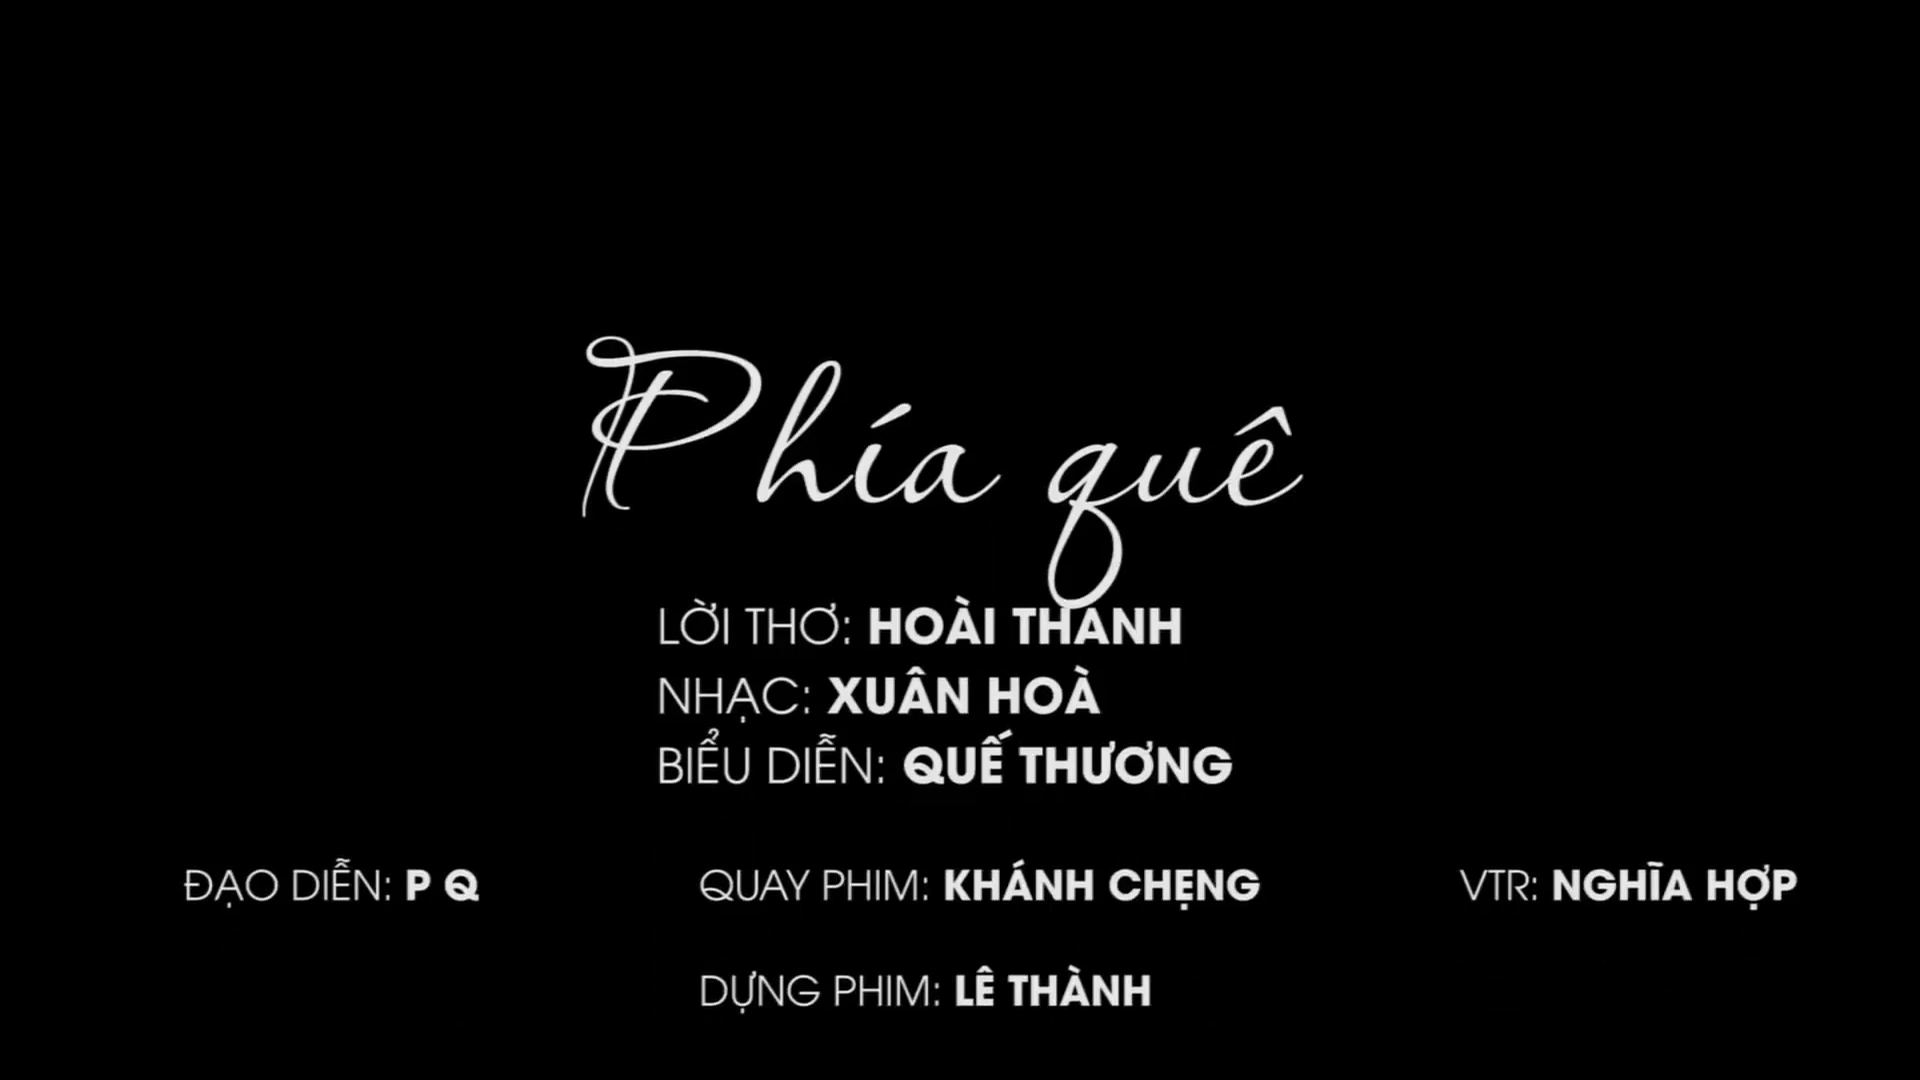 Phía quê
LỜI THƠ: HOÀI THANH
NHẠC: XUÂN HOÀ
BIỂU DIỄN: QUẾ THƯƠNG
ĐẠO DIỄN: P Q
QUAY PHIM: KHÁNH CHẸNG
VTR: NGHĨA HỢP
DỰNG PHIM: LÊ THÀNH